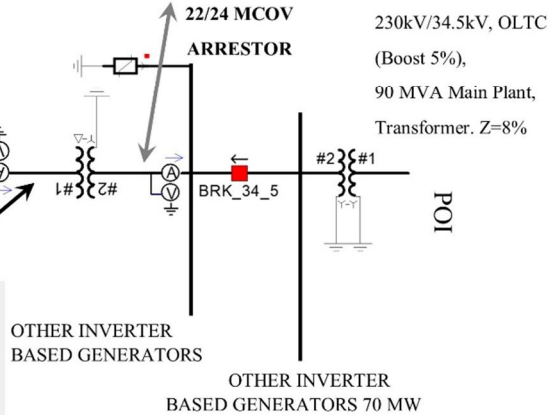 22/24 MCOV
ARRESTOR
230kV/34.5kV, OLTC
(Boost 5%),
90 MVA Main Plant,
Transformer. Z=8%
#1
#2
A
V
BRK_34_5
#2
#1
POI
OTHER INVERTER
BASED GENERATORS
OTHER INVERTER
BASED GENERATORS 70 MW